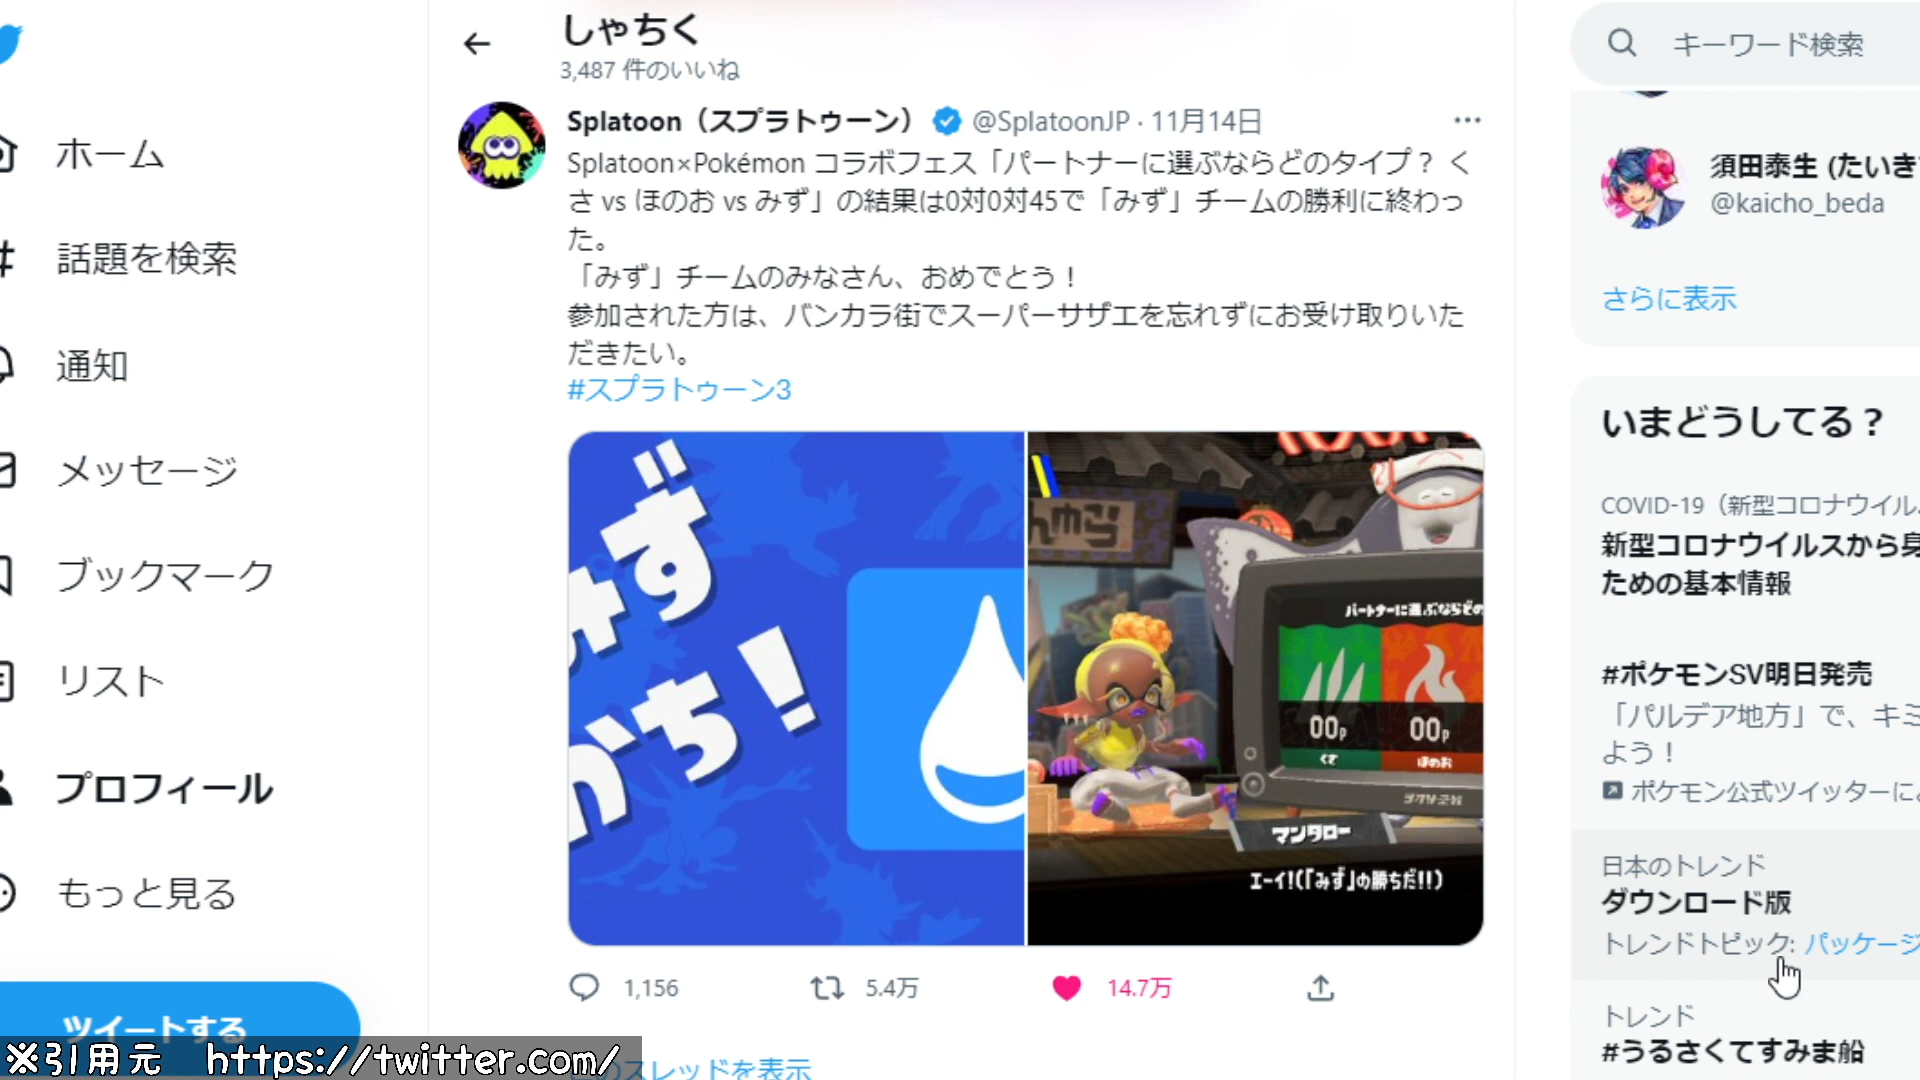 ホーム
話題を検索
通知
メッセージ
ブックマーク
リスト
プロフィール
もっと見る
ツイートする
※引用元 https://twitter.com/
しゃちく
3,487 件のいいね
Splatoon（スプラトゥーン） @SplatoonJP · 11月14日
Splatoon×Pokémon コラボフェス「パートナーに選ぶならどのタイプ？ く
さ vs ほのお vs みず」の結果は0対0対45で「みず」チームの勝利に終わっ
た。
「みず」チームのみなさん、おめでとう！
参加された方は、バンカラ街でスーパーサザエを忘れずにお受け取りいた
だきたい。
#スプラトゥーン3
みず
かち！
パートナーに選ぶならどの
00p
00p
くさ
ほのお
マンタロー
エーイ!(「みず」の勝ちだ!!)
1,156
5.4万
14.7万
このスレッドを表示
キーワード検索
須田泰生 (たいき
@kaicho_beda
さらに表示
いまどうしてる？
COVID-19（新型コロナウイル
新型コロナウイルスから身
ための基本情報
#ポケモンSV明日発売
「パルデア地方」で、キミ
よう！
ポケモン公式ツイッターに
日本のトレンド
ダウンロード版
トレンドトピック: パッケージ
トレンド
#うるさくてすみま船